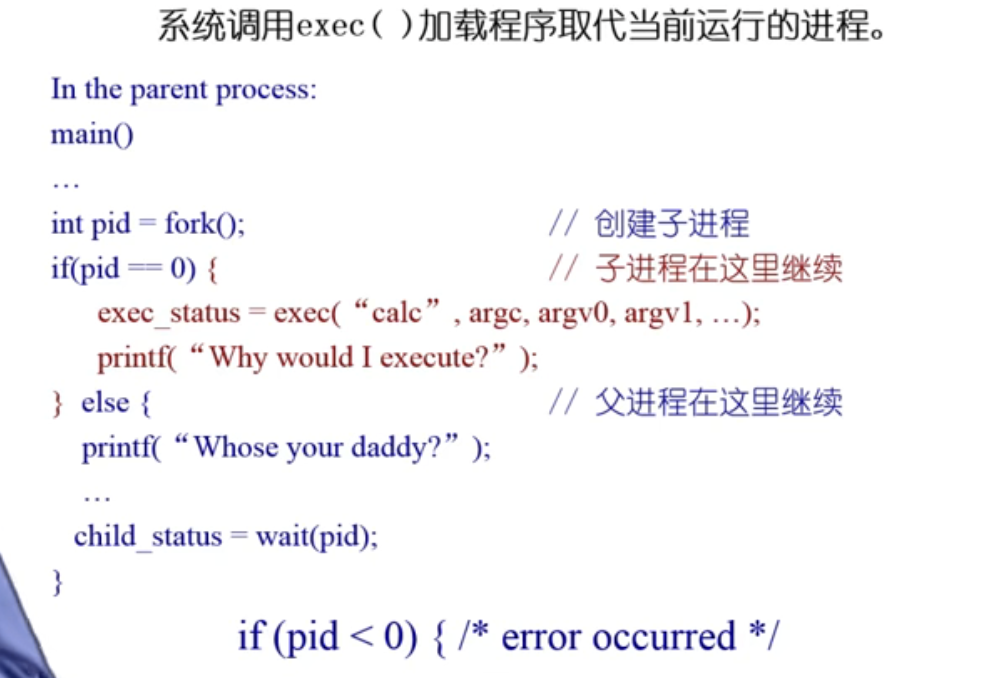 系统调用exec( )加载程序取代当前运行的进程。
In the parent process:
main()
…
int pid = fork(); // 创建子进程
if(pid == 0) { // 子进程在这里继续
exec_status = exec( “calc” , argc, argv0, argv1, …);
printf( “Why would I execute?” );
} else { // 父进程在这里继续
printf( “Whose your daddy?” );
…
child_status = wait(pid);
}
if (pid < 0) { /* error occurred */